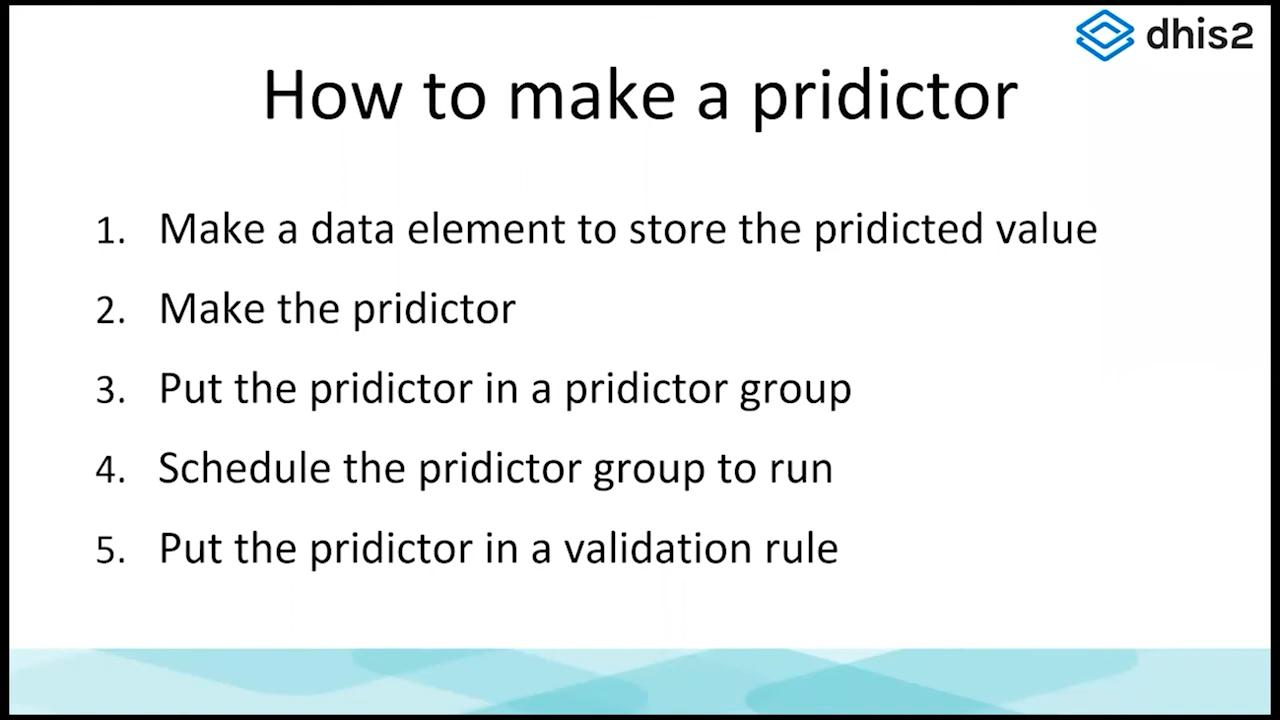 dhis2
How to make a pridictor
1. Make a data element to store the pridicted value
2. Make the pridictor
3. Put the pridictor in a pridictor group
4. Schedule the pridictor group to run
5. Put the pridictor in a validation rule